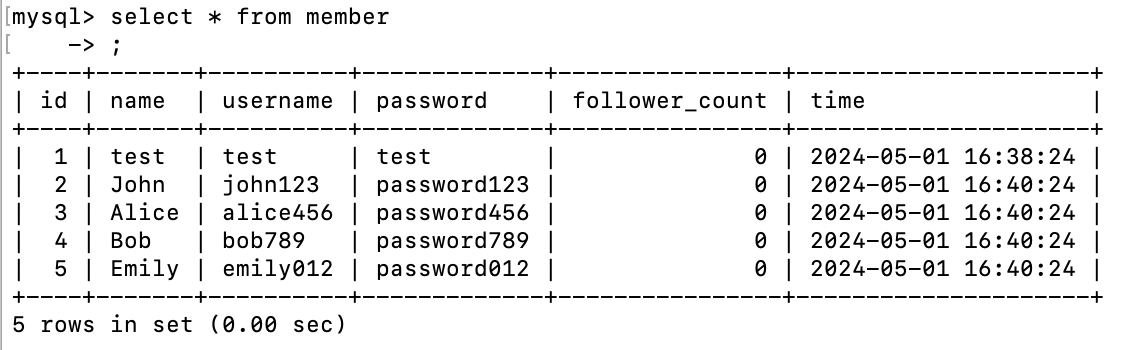 [mysql> select * from member
[    -> ;
+----+-------+----------+-------------+----------------+---------------------+
| id | name  | username | password    | follower_count | time                |
+----+-------+----------+-------------+----------------+---------------------+
|  1 | test  | test     | test        |              0 | 2024-05-01 16:38:24 |
|  2 | John  | john123  | password123 |              0 | 2024-05-01 16:40:24 |
|  3 | Alice | alice456 | password456 |              0 | 2024-05-01 16:40:24 |
|  4 | Bob   | bob789   | password789 |              0 | 2024-05-01 16:40:24 |
|  5 | Emily | emily012 | password012 |              0 | 2024-05-01 16:40:24 |
+----+-------+----------+-------------+----------------+---------------------+
5 rows in set (0.00 sec)